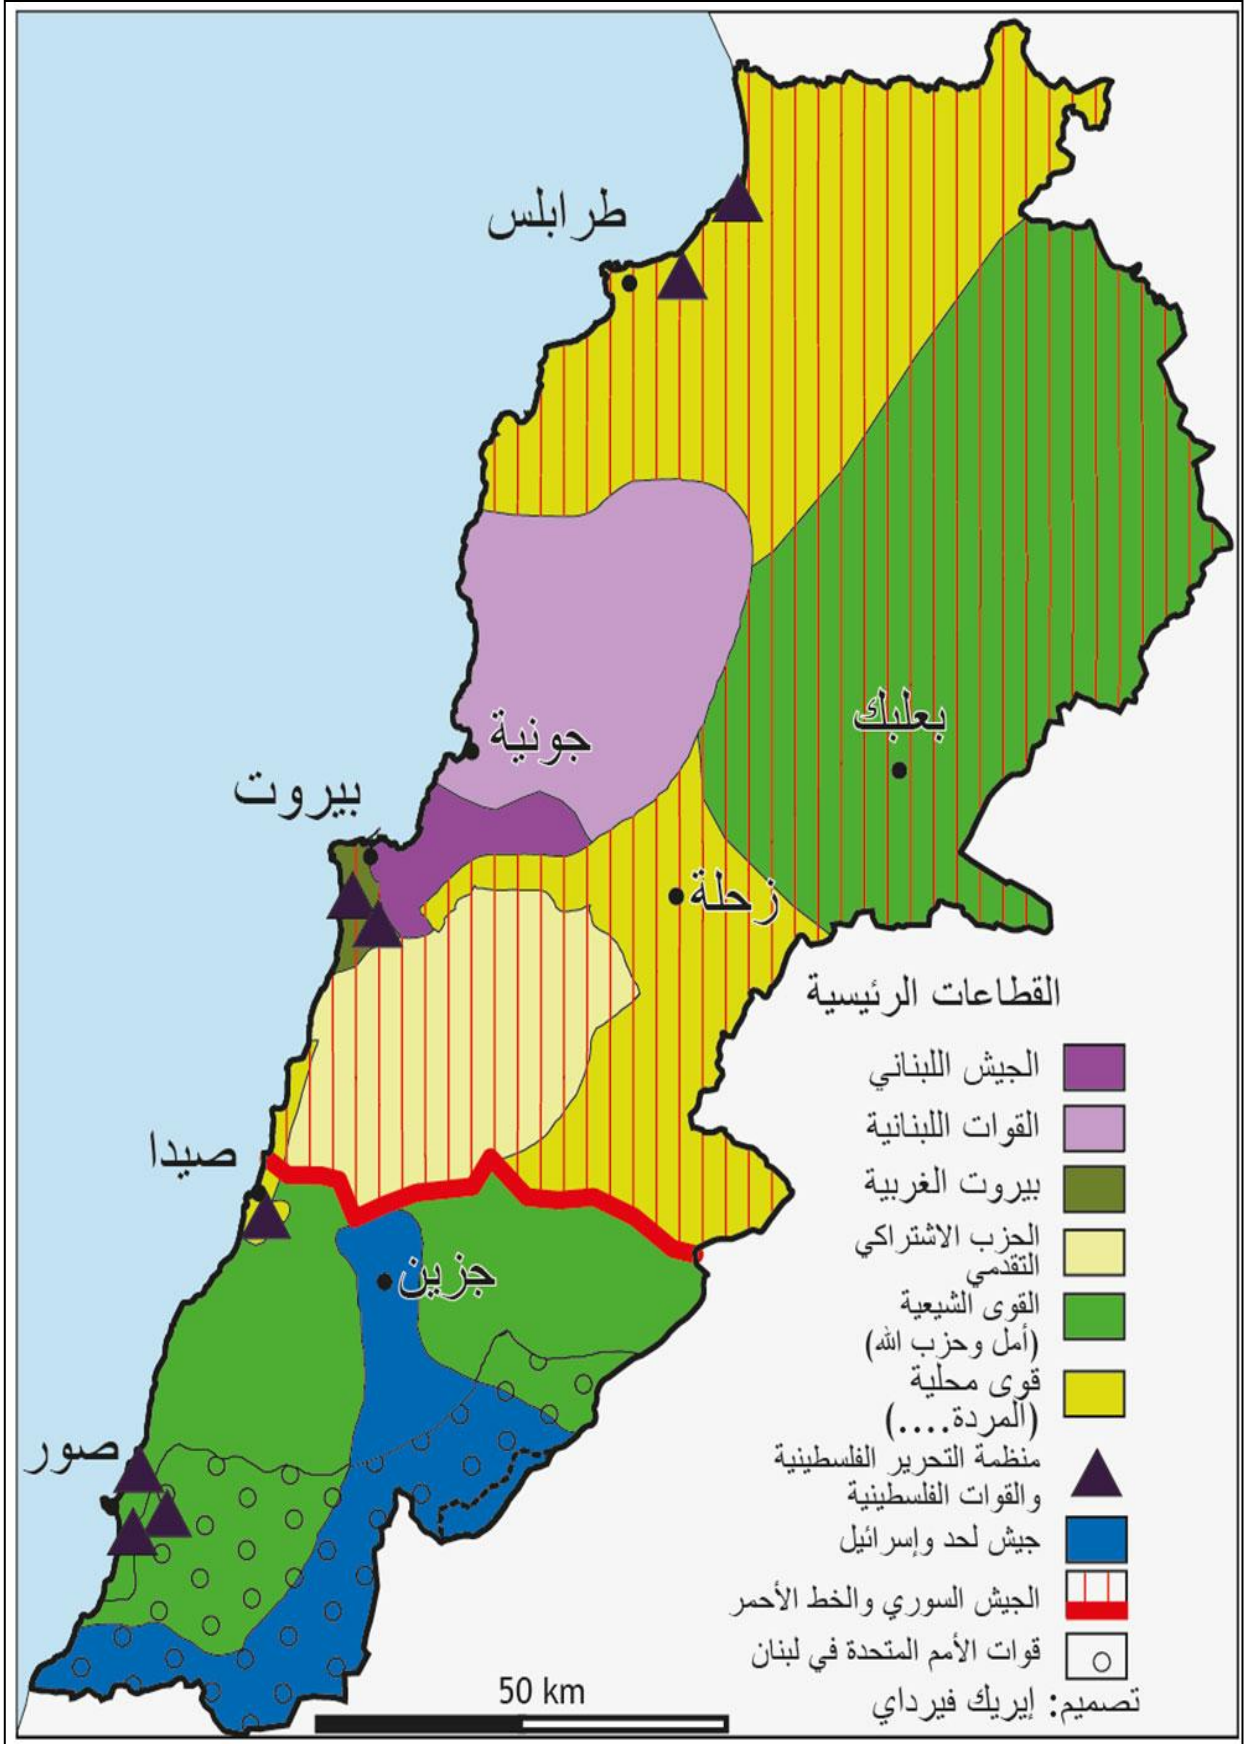 طرابلس
بعلبك
جونية
بيروت
زحلة
صيدا
جزين
صور
القطاعات الرئيسية
الجيش اللبناني
القوات اللبنانية
بيروت الغربية
الحزب الاشتراكي
التقدمي
القوى الشيعية
(أمل وحزب الله)
قوى محلية
(المردة....)
منظمة التحرير الفلسطينية
والقوات الفلسطينية
جيش لحد وإسرائيل
الجيش السوري والخط الأحمر
قوات الأمم المتحدة في لبنان
تصميم: إيريك فيرداي
50 km